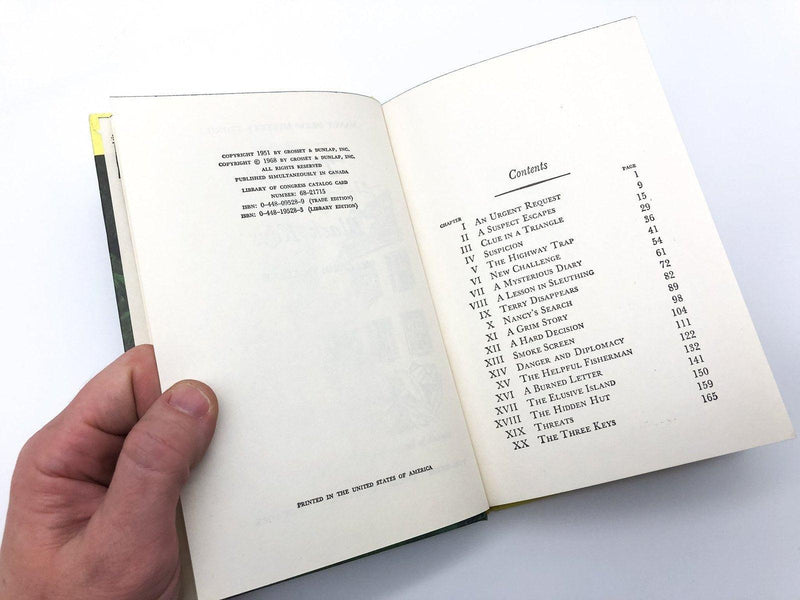 COPYRIGHT 1951 BY GROSSET & DUNLAP, INC.
COPYRIGHT © 1968 BY GROSSET & DUNLAP, INC.
ALL RIGHTS RESERVED
PUBLISHED SIMULTANEOUSLY IN CANADA
LIBRARY OF CONGRESS CATALOG CARD
NUMBER: 68-21715
ISBN: 0-448-09528-9 (TRADE EDITION)
ISBN: 0-448-19528-3 (LIBRARY EDITION)
PRINTED IN THE UNITED STATES OF AMERICA
Contents
CHAPTER PAGE
I AN URGENT REQUEST 1
II A SUSPECT ESCAPES 9
III CLUE IN A TRIANGLE 15
IV SUSPICION 29
V THE HIGHWAY TRAP 36
VI NEW CHALLENGE 41
VII A MYSTERIOUS DIARY 54
VIII A LESSON IN SLEUTHING 61
IX TERRY DISAPPEARS 72
X NANCY'S SEARCH 82
XI A GRIM STORY 89
XII A HARD DECISION 98
XIII SMOKE SCREEN 104
XIV DANGER AND DIPLOMACY 111
XV THE HELPFUL FISHERMAN 122
XVI A BURNED LETTER 132
XVII THE ELUSIVE ISLAND 141
XVIII THE HIDDEN HUT 150
XIX THREATS 159
XX THE THREE KEYS 165